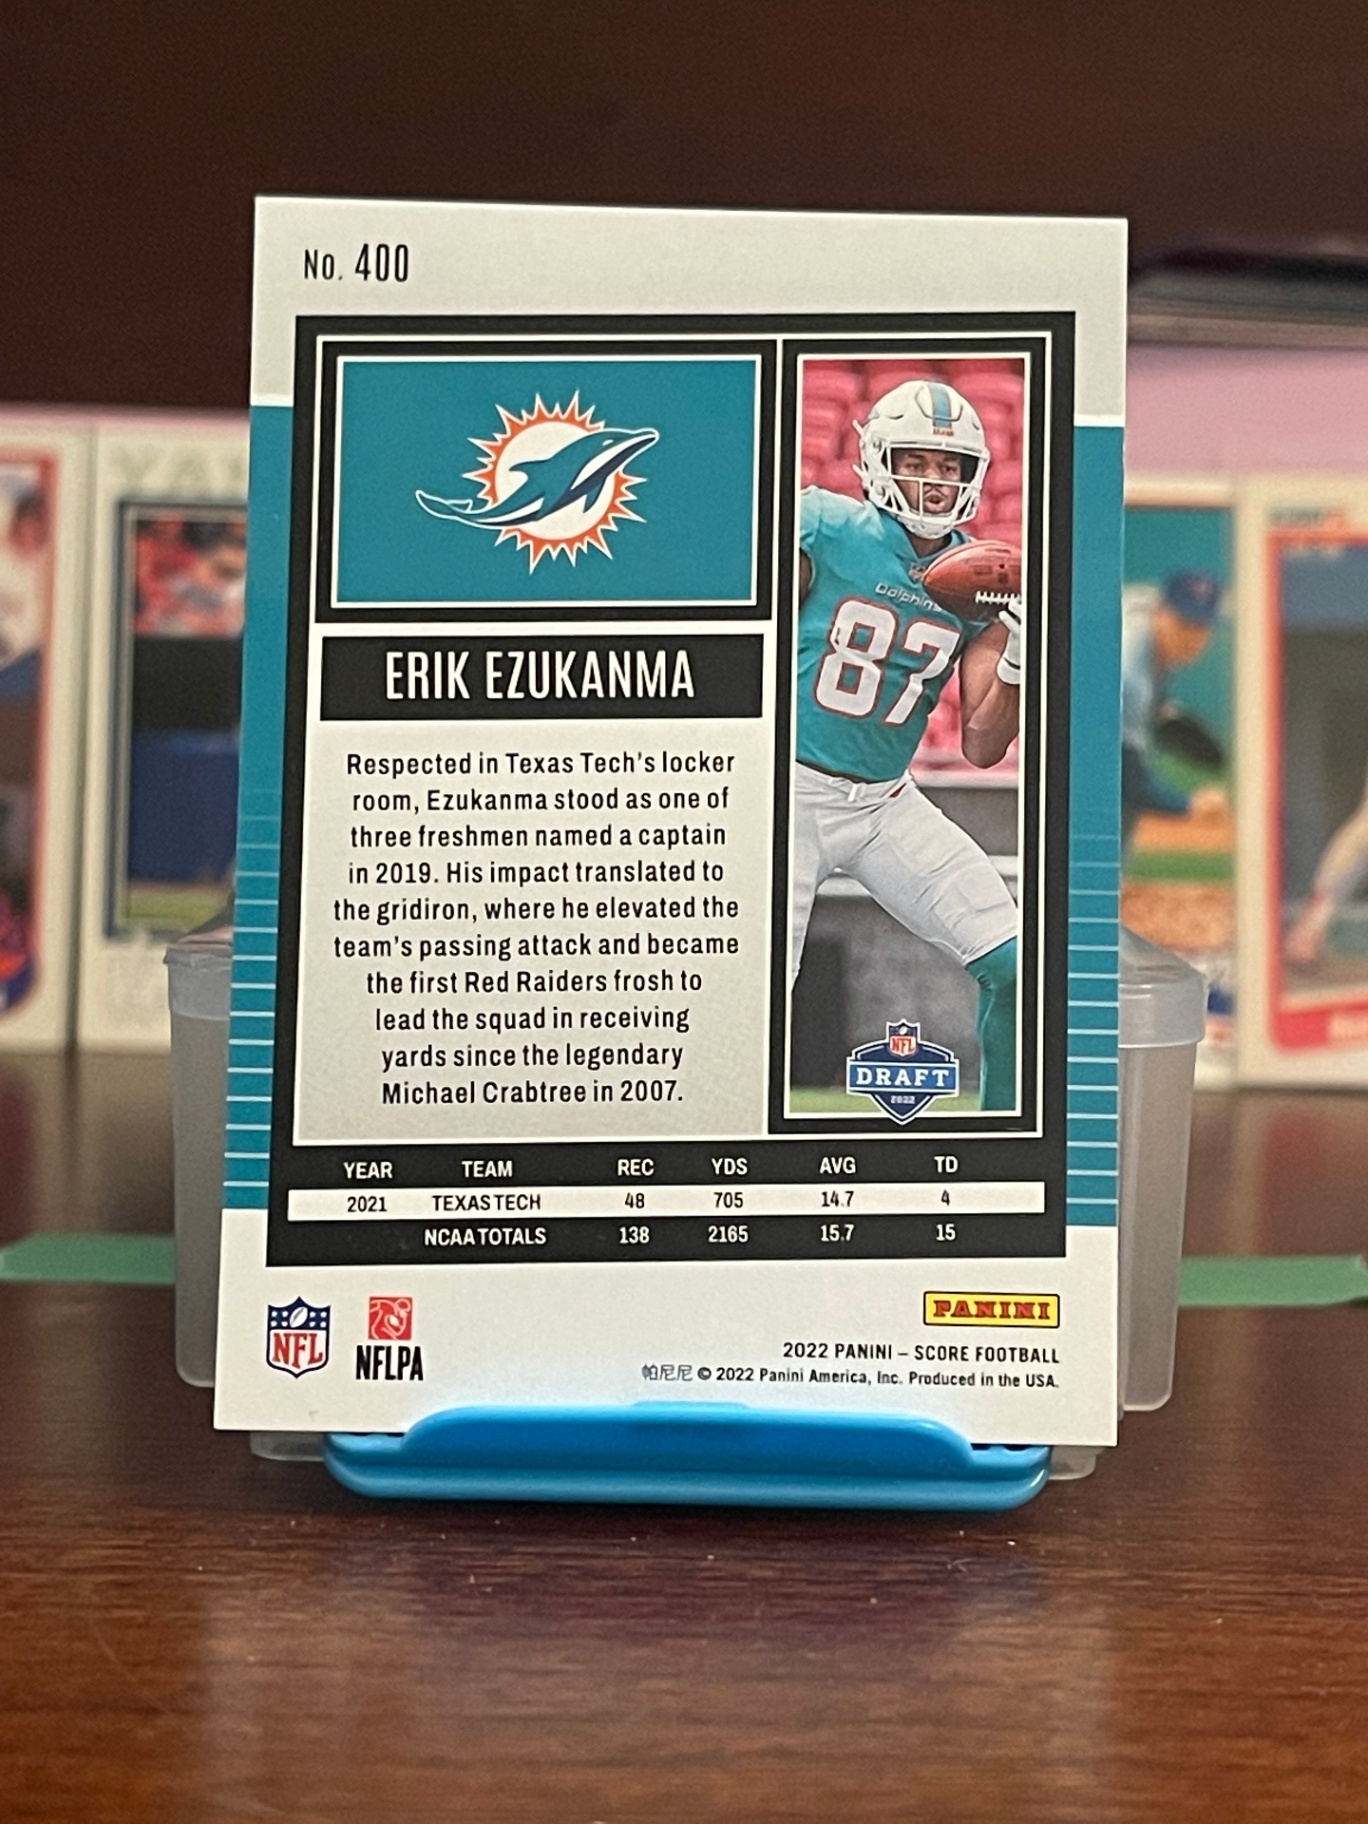 No. 400
ERIK EZUKANMA
Respected in Texas Tech's locker
room, Ezukanma stood as one of
three freshmen named a captain
in 2019. His impact translated to
the gridiron, where he elevated the
team's passing attack and became
the first Red Raiders frosh to
lead the squad in receiving
yards since the legendary
Michael Crabtree in 2007.
Dolphins
87
NFL
DRAFT
2022
YEAR TEAM REC YDS AVG TD
2021 TEXAS TECH 48 705 14.7 4
NCAA TOTALS 138 2165 15.7 15
NFL
NFLPA
PANINI
2022 PANINI – SCORE FOOTBALL
帕尼尼 © 2022 Panini America, Inc. Produced in the USA.